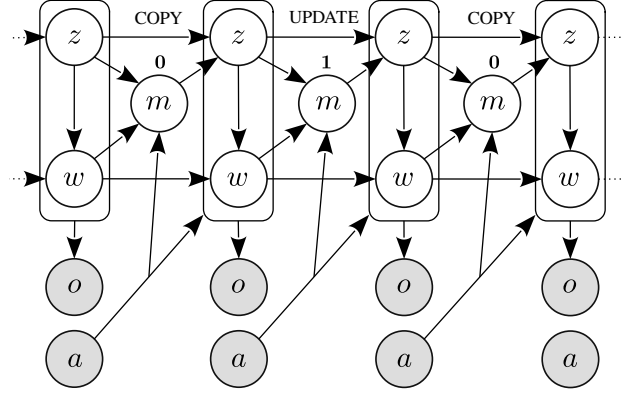 COPY UPDATE COPY
z z z z
0 1 0
m m m
w w w w
o o o o
a a a a